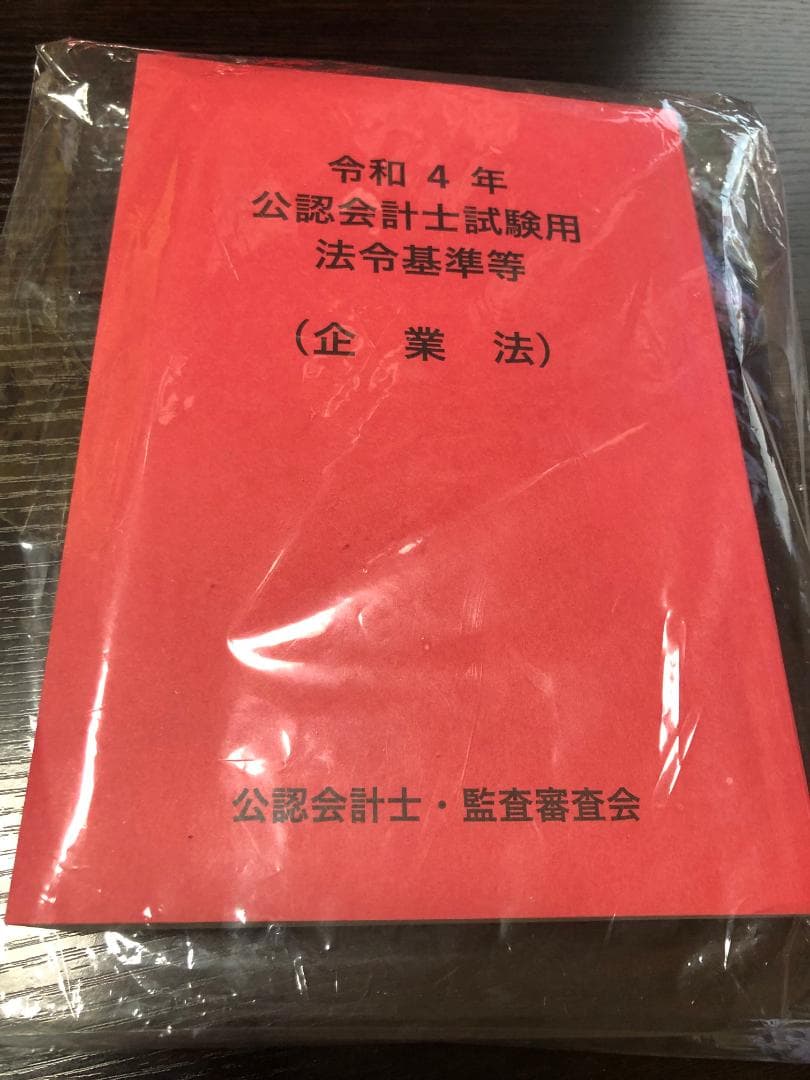 令和 4 年
公認会計士試験用
法令基準等
(企 業 法)
公認会計士・監査審査会